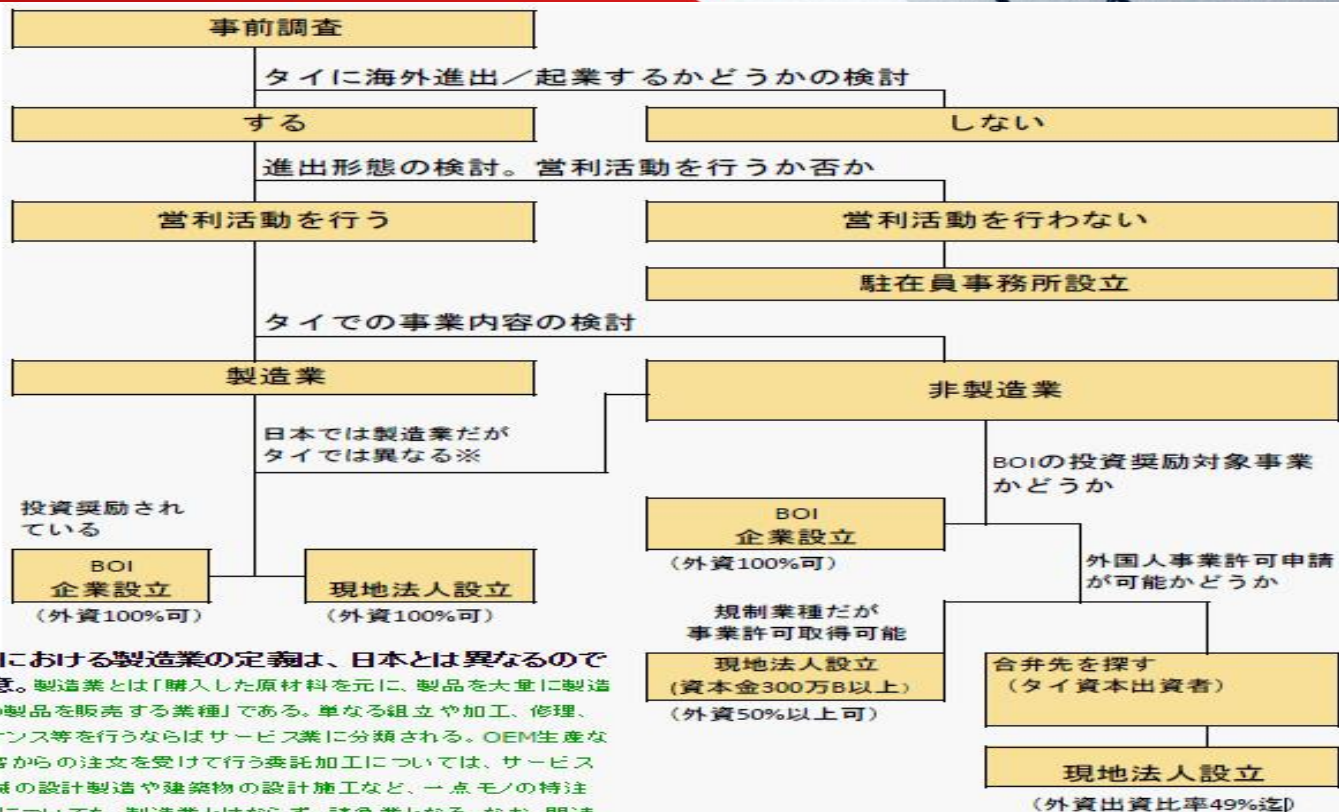 事前調査
タイに海外進出／起業するかどうかの検討
する
しない
進出形態の検討。営利活動を行うか否か
営利活動を行う
営利活動を行わない
駐在員事務所設立
タイでの事業内容の検討
製造業
非製造業
日本では製造業だが
タイでは異なる※
BOIの投資奨励対象事業
かどうか
投資奨励され
ている
BOI
企業設立
(外資100%可)
現地法人設立
(外資100%可)
BOI
企業設立
(外資100%可)
外国人事業許可申請
が可能かどうか
規制業種だが
事業許可取得可能
現地法人設立
(資本金300万B以上)
(外資50%以上可)
合弁先を探す
(タイ資本出資者)
現地法人設立
(外資出資比率49%迄)
における製造業の定義は、日本とは異なるので
意。製造業とは「購入した原材料を元に、製品を大量に製造
製品を販売する業種」である。単なる組立や加工、修理、
ンス等を行うならばサービス業に分類される。OEM生産な
客からの注文を受けて行う委託加工については、サービス
の設計製造や建築物の設計施工など、一点モノの特注